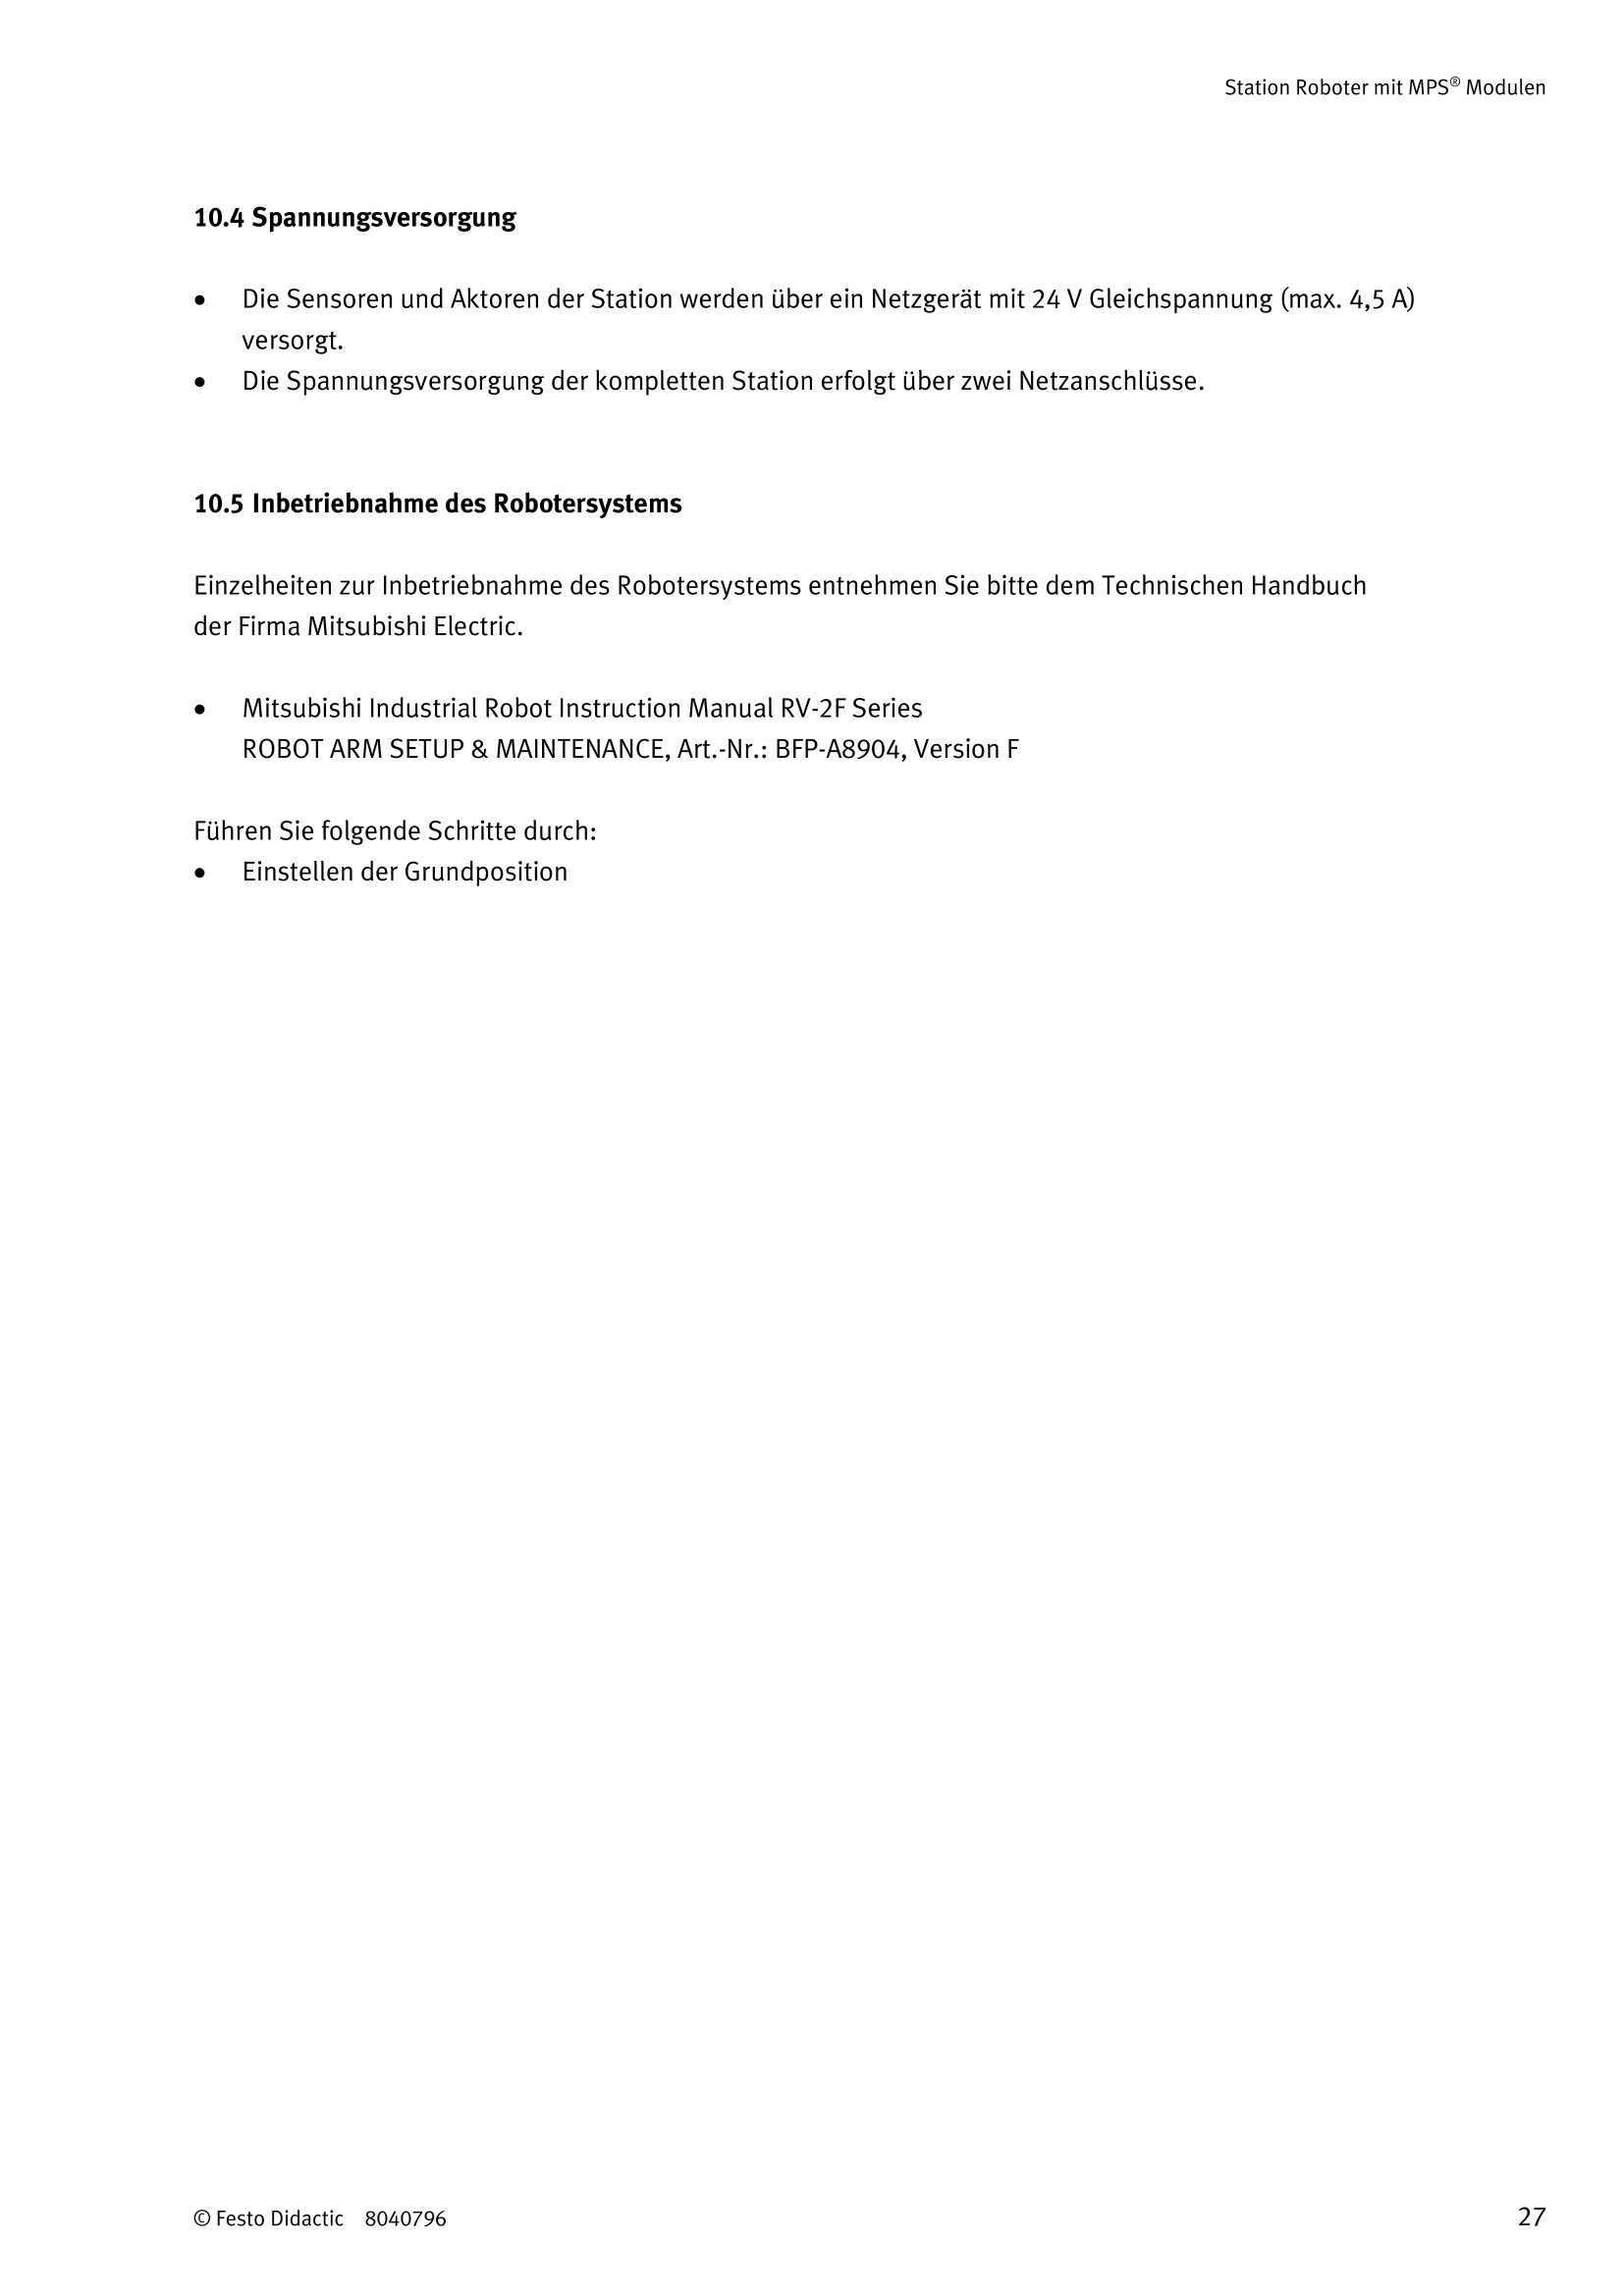 Station Roboter mit MPS® Modulen
10.4 Spannungsversorgung
• Die Sensoren und Aktoren der Station werden über ein Netzgerät mit 24 V Gleichspannung (max. 4,5 A)
versorgt.
• Die Spannungsversorgung der kompletten Station erfolgt über zwei Netzanschlüsse.
10.5 Inbetriebnahme des Robotersystems
Einzelheiten zur Inbetriebnahme des Robotersystems entnehmen Sie bitte dem Technischen Handbuch
der Firma Mitsubishi Electric.
• Mitsubishi Industrial Robot Instruction Manual RV-2F Series
ROBOT ARM SETUP & MAINTENANCE, Art.-Nr.: BFP-A8904, Version F
Führen Sie folgende Schritte durch:
• Einstellen der Grundposition
© Festo Didactic 8040796
27